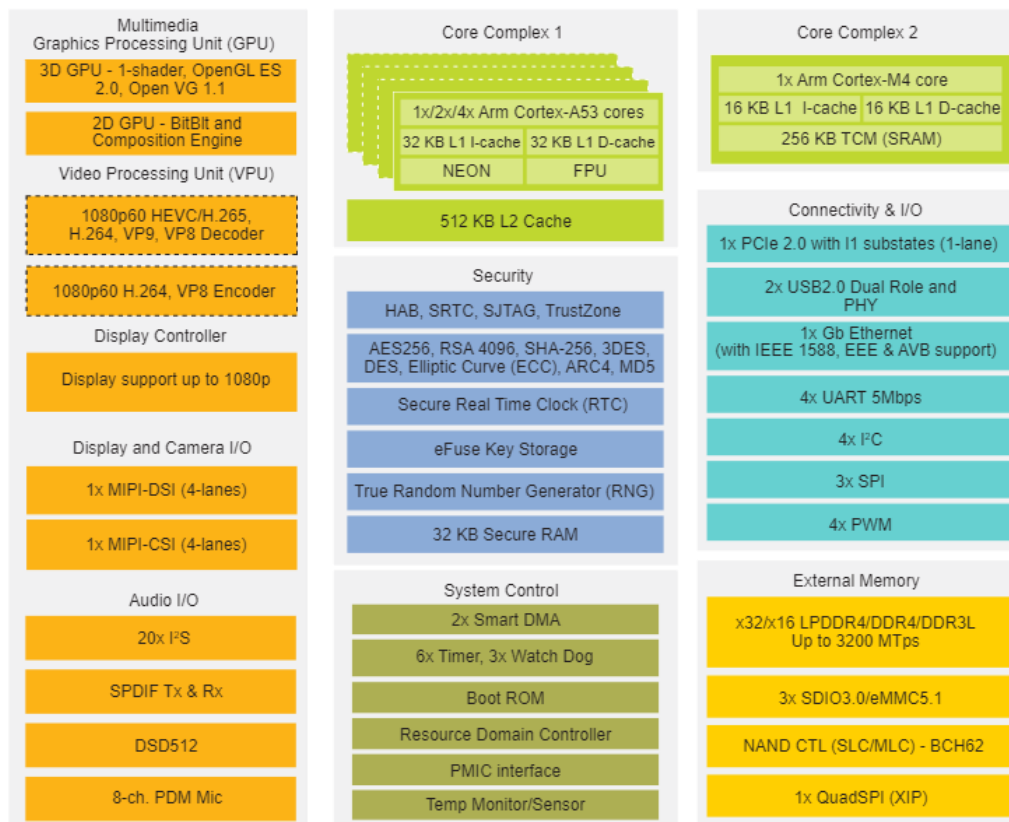 Multimedia
Graphics Processing Unit (GPU)
3D GPU - 1-shader, OpenGL ES
2.0, Open VG 1.1
2D GPU - BitBlt and
Composition Engine
Video Processing Unit (VPU)
1080p60 HEVC/H.265,
H.264, VP9, VP8 Decoder
1080p60 H.264, VP8 Encoder
Display Controller
Display support up to 1080p
Display and Camera I/O
1x MIPI-DSI (4-lanes)
1x MIPI-CSI (4-lanes)
Audio I/O
20x I²S
SPDIF Tx & Rx
DSD512
8-ch. PDM Mic
Core Complex 1
1x/2x/4x Arm Cortex-A53 cores
32 KB L1 I-cache
32 KB L1 D-cache
NEON
FPU
512 KB L2 Cache
Security
HAB, SRTC, SJTAG, TrustZone
AES256, RSA 4096, SHA-256, 3DES,
DES, Elliptic Curve (ECC), ARC4, MD5
Secure Real Time Clock (RTC)
eFuse Key Storage
True Random Number Generator (RNG)
32 KB Secure RAM
System Control
2x Smart DMA
6x Timer, 3x Watch Dog
Boot ROM
Resource Domain Controller
PMIC interface
Temp Monitor/Sensor
Core Complex 2
1x Arm Cortex-M4 core
16 KB L1 I-cache
16 KB L1 D-cache
256 KB TCM (SRAM)
Connectivity & I/O
1x PCIe 2.0 with l1 substates (1-lane)
2x USB2.0 Dual Role and
PHY
1x Gb Ethernet
(with IEEE 1588, EEE & AVB support)
4x UART 5Mbps
4x I²C
3x SPI
4x PWM
External Memory
x32/x16 LPDDR4/DDR4/DDR3L
Up to 3200 MTps
3x SDIO3.0/eMMC5.1
NAND CTL (SLC/MLC) - BCH62
1x QuadSPI (XIP)